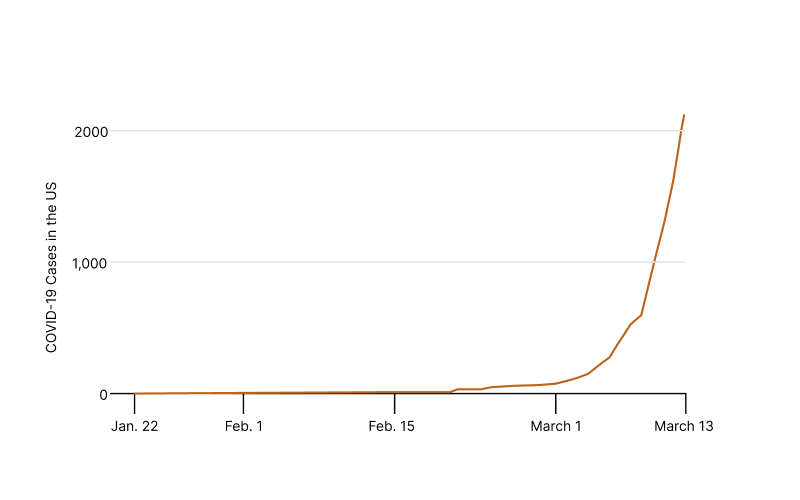 2000
COVID-19 Cases in the US
1,000
0
Jan. 22
Feb. 1
Feb. 15
March 1
March 13